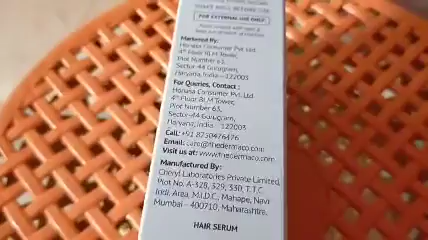 SHAKE WELL BEFORE USE
FOR EXTERNAL USE ONLY
Marketed By:
Honasa Consumer Pvt. Ltd.
4th Floor BLM Tower,
Plot Number 63,
Sector-44 Gurugram,
Haryana, India - 122003
For Queries, Contact :
Honasa Consumer Pvt. Ltd.
4th Floor BLM Tower,
Plot Number 63,
Sector-44 Gurugram,
Haryana, India - 122003
Call: +91 8750476476
Email: care@thedermaco.com
Visit us at: www.thedermaco.com
Manufactured By:
Cheryl Laboratories Private Limited,
Plot No. A-328, 329, 330, T.T.C
Indl. Area, M.I.D.C., Mahape, Navi
Mumbai - 400710, Maharashtra.
HAIR SERUM